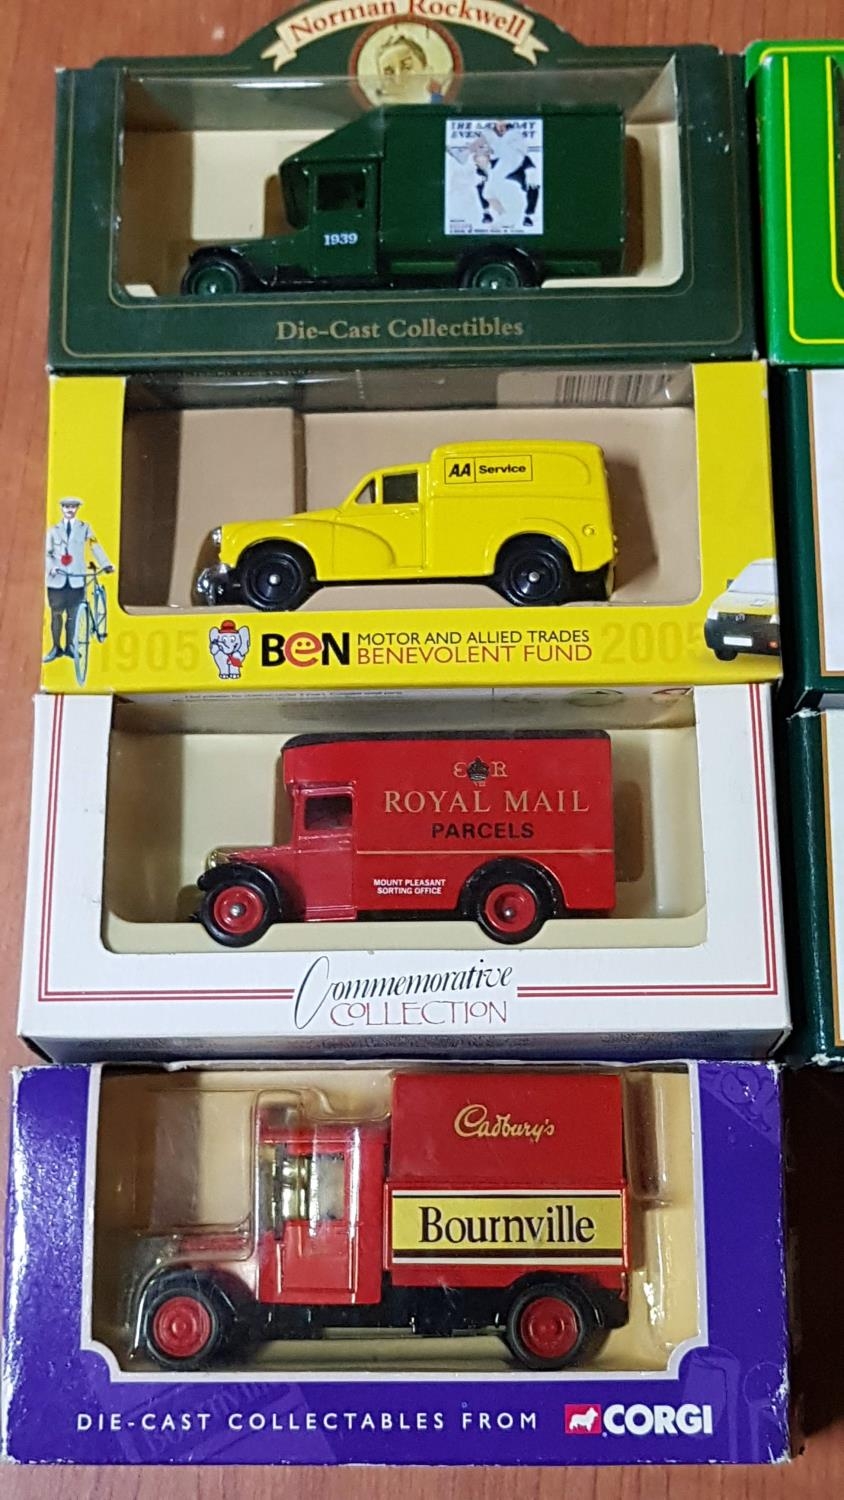 Norman Rockwell
1939
Die-Cast Collectibles
AA Service
1905 BEN MOTOR AND ALLIED TRADES 2005
BENEVOLENT FUND
E R
ROYAL MAIL
PARCELS
MOUNT PLEASANT
SORTING OFFICE
Commemorative
COLLECTION
Cadbury's
Bournville
DIE-CAST COLLECTABLES FROM CORGI